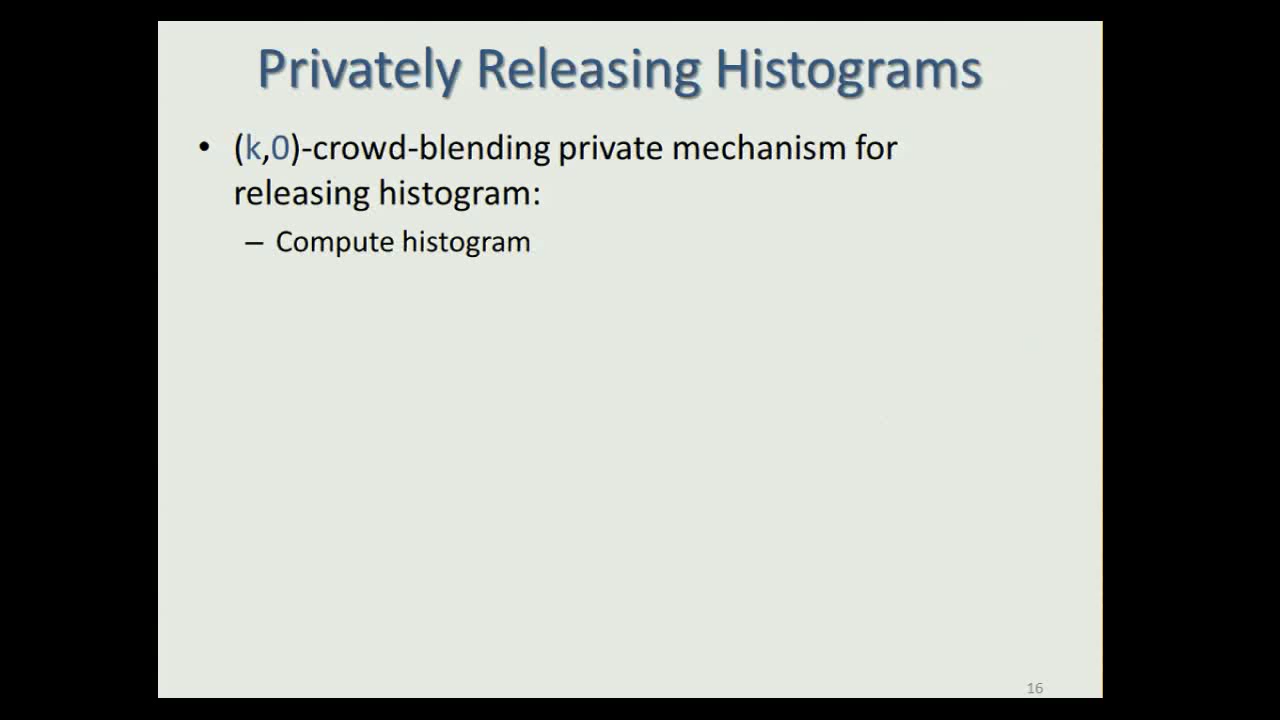 Privately Releasing Histograms
• (k,0)-crowd-blending private mechanism for
releasing histogram:
– Compute histogram
16